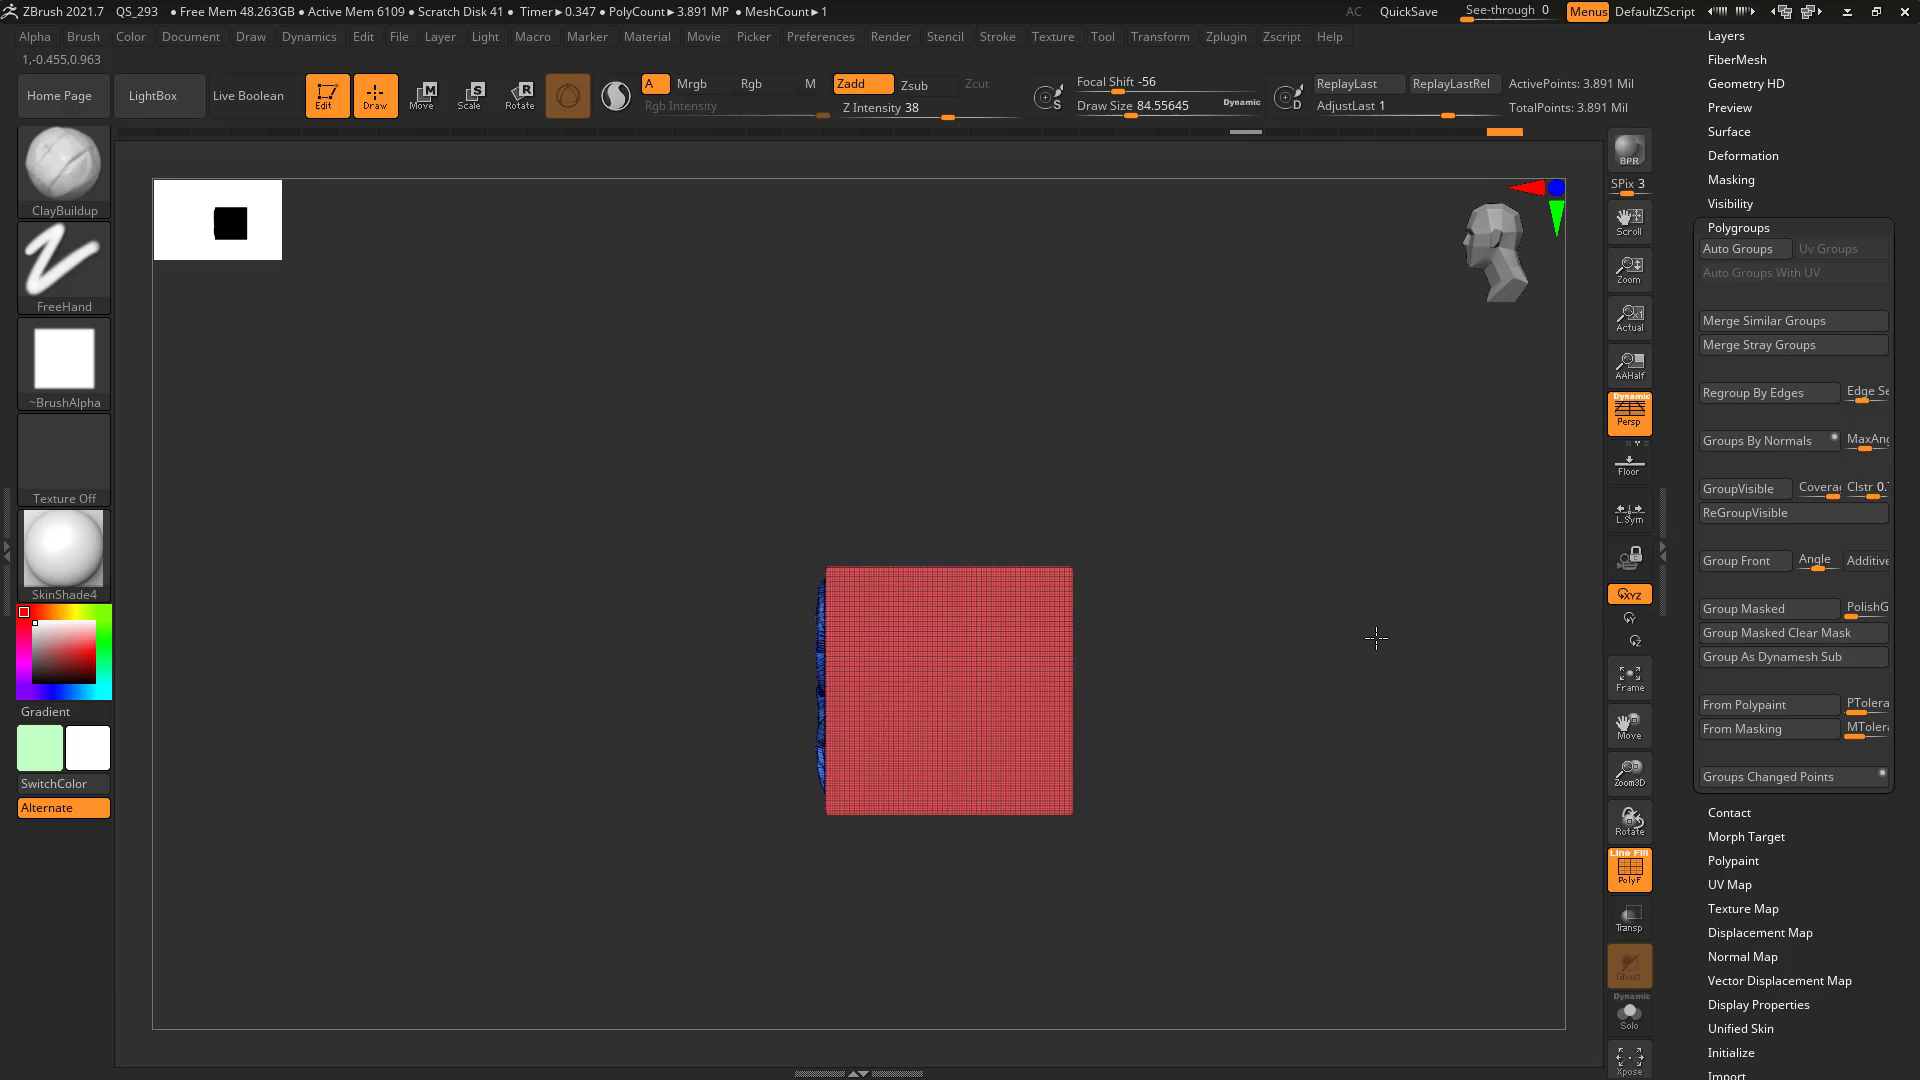 ZBrush 2021.7 QS_293 • Free Mem 48.263GB • Active Mem 6109 • Scratch Disk 41 • Timer▸0.347 • PolyCount▸3.891 MP • MeshCount▸1 AC QuickSave See-through 0 Menus DefaultZScript
Alpha Brush Color Document Draw Dynamics Edit File Layer Light Macro Marker Material Movie Picker Preferences Render Stencil Stroke Texture Tool Transform Zplugin Zscript Help
1,-0.455,0.963
Home Page LightBox Live Boolean Edit Draw Move Scale Rotate
A Mrgb Rgb M Zadd Zsub Zcut
Rgb Intensity Z Intensity 38
S Focal Shift -56
Draw Size 84.55645 Dynamic
D ReplayLast ReplayLastRel ActivePoints: 3.891 Mil
AdjustLast 1 TotalPoints: 3.891 Mil
ClayBuildup
FreeHand
~BrushAlpha
Texture Off
SkinShade4
Gradient
SwitchColor
Alternate
BPR
SPix 3
Scroll
Zoom
Actual
AAHalf
Dynamic
Persp
Floor
L.Sym
XYZ
Frame
Move
Zoom3D
Rotate
Line Fill
PolyF
Transp
Ghost
Dynamic
Solo
Xpose
Layers
FiberMesh
Geometry HD
Preview
Surface
Deformation
Masking
Visibility
Polygroups
Auto Groups Uv Groups
Auto Groups With UV
Merge Similar Groups
Merge Stray Groups
Regroup By Edges Edge Se
Groups By Normals MaxAng
GroupVisible Covera Clstr 0.
ReGroupVisible
Group Front Angle Additive
Group Masked PolishG
Group Masked Clear Mask
Group As Dynamesh Sub
From Polypaint PTolera
From Masking MTolera
Groups Changed Points
Contact
Morph Target
Polypaint
UV Map
Texture Map
Displacement Map
Normal Map
Vector Displacement Map
Display Properties
Unified Skin
Initialize
Import